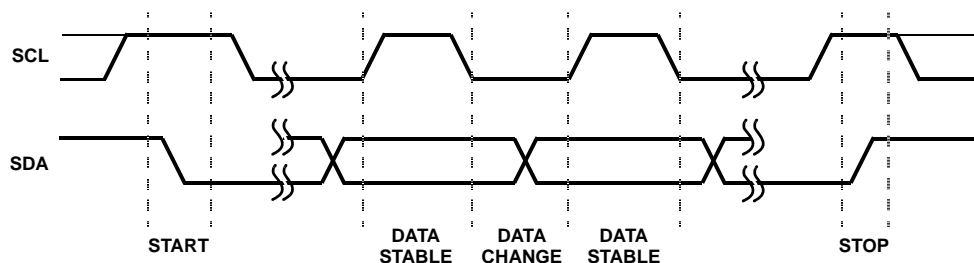 SCL
SDA
START
DATA
STABLE
DATA
CHANGE
DATA
STABLE
STOP